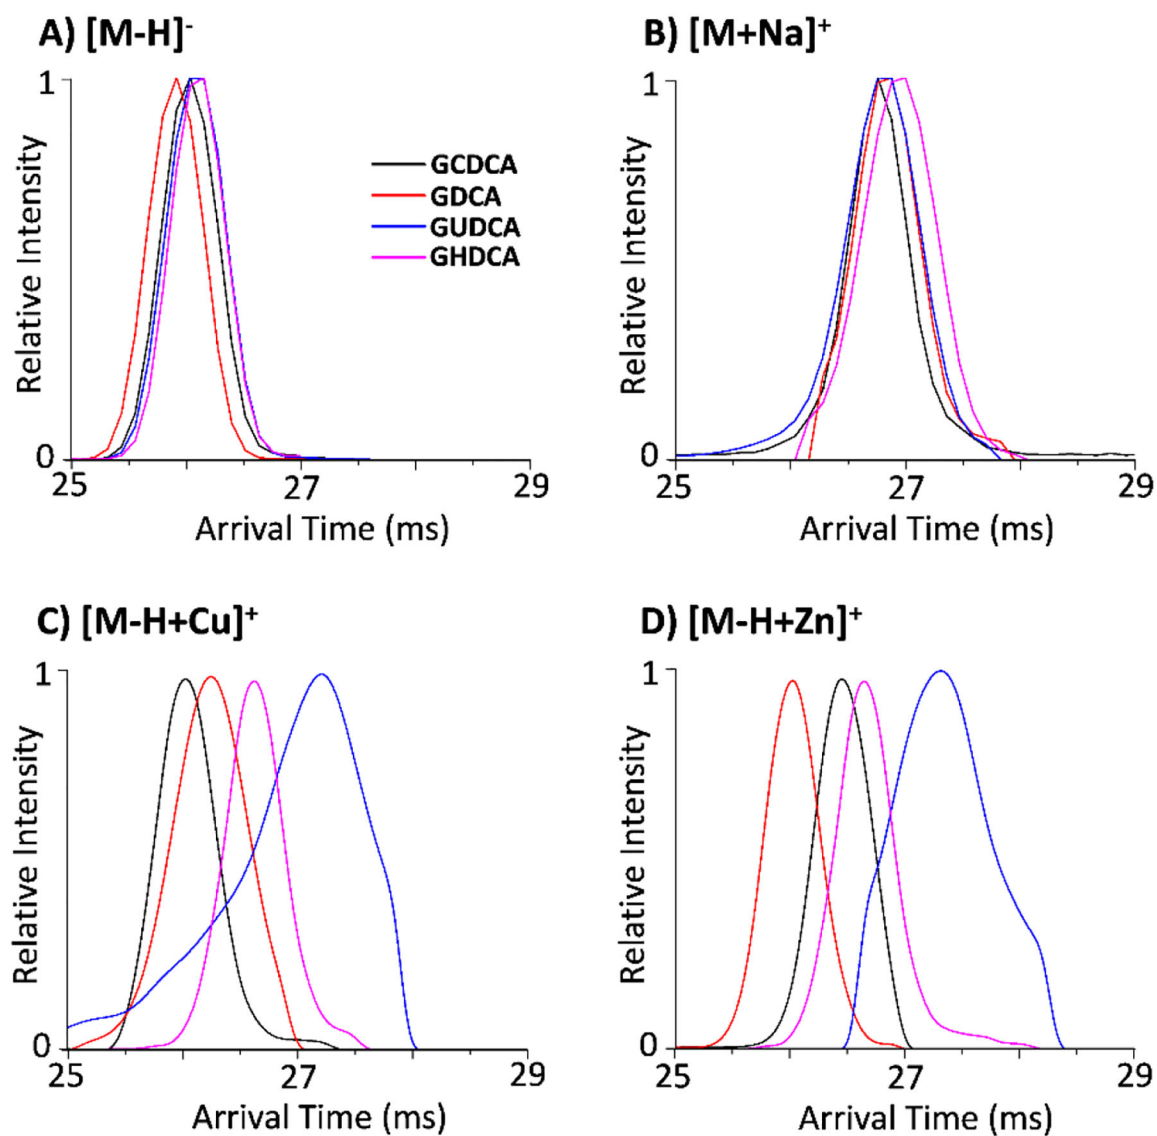 A) [M-H]-
Relative Intensity
1
0
25
27
29
Arrival Time (ms)
GCDCA
GDCA
GUDCA
GHDCA
B) [M+Na]+
Relative Intensity
1
0
25
27
29
Arrival Time (ms)
C) [M-H+Cu]+
Relative Intensity
1
0
25
27
29
Arrival Time (ms)
D) [M-H+Zn]+
Relative Intensity
1
0
25
27
29
Arrival Time (ms)